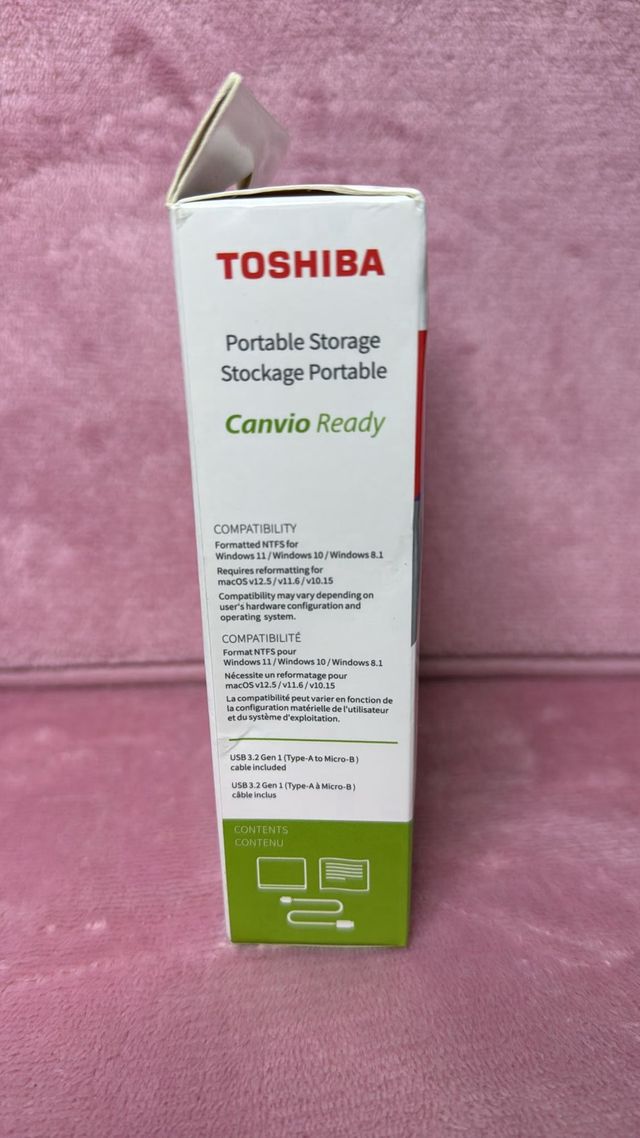 TOSHIBA
Portable Storage
Stockage Portable
Canvio Ready
COMPATIBILITY
Formatted NTFS for
Windows 11 / Windows 10 / Windows 8.1
Requires reformatting for
macOS v12.5 / v11.6 / v10.15
Compatibility may vary depending on
user's hardware configuration and
operating system.
COMPATIBILITÉ
Format NTFS pour
Windows 11 / Windows 10 / Windows 8.1
Nécessite un reformatage pour
macOS v12.5 / v11.6 / v10.15
La compatibilité peut varier en fonction de
la configuration matérielle de l'utilisateur
et du système d'exploitation.
USB 3.2 Gen 1 (Type-A to Micro-B )
cable included
USB 3.2 Gen 1 (Type-A à Micro-B )
câble inclus
CONTENTS
CONTENU